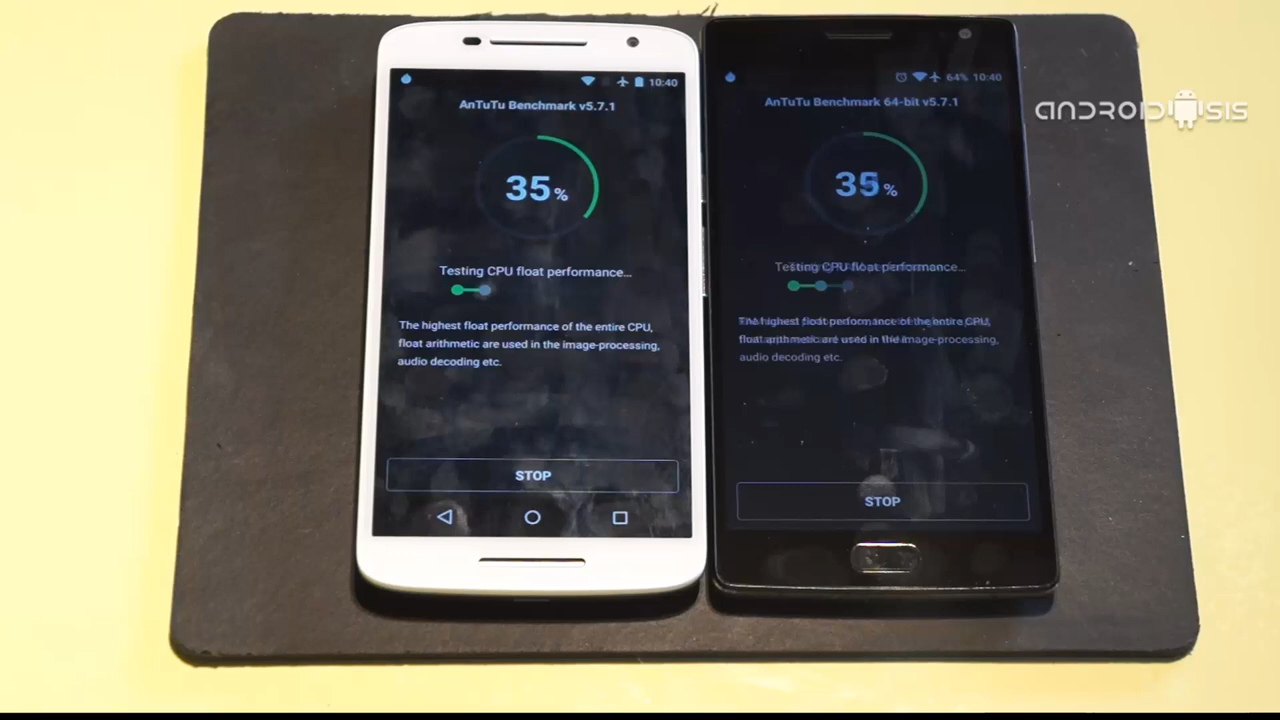 10:40
AnTuTu Benchmark v5.7.1
35%
Testing CPU float performance...
The highest float performance of the entire CPU,
float arithmetic are used in the image-processing,
audio decoding etc.
STOP
64% 10:40
AnTuTu Benchmark 64-bit v5.7.1
35%
Testing CPU float performance...
The highest float performance of the entire CPU,
float arithmetic are used in the image-processing,
audio decoding etc.
STOP
ANDROIDSIS